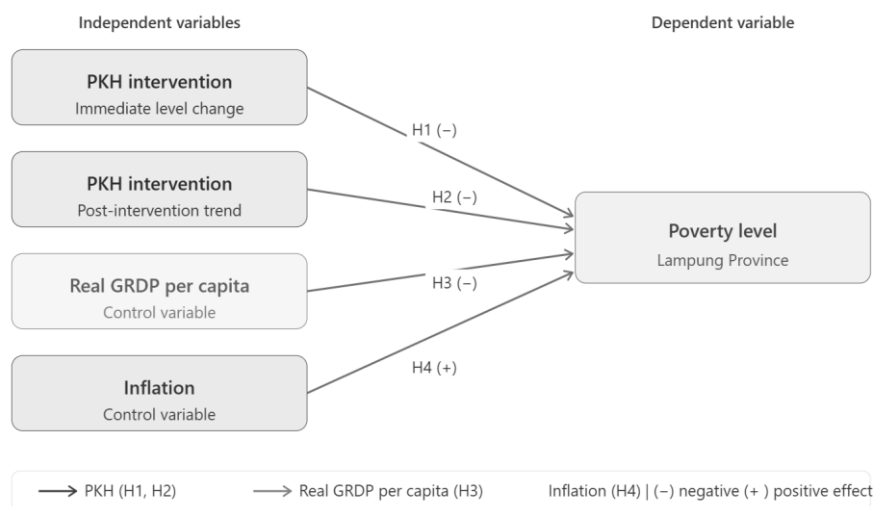 Independent variables
Dependent variable
PKH intervention
Immediate level change
H1 (−)
PKH intervention
Post-intervention trend
H2 (−)
Poverty level
Lampung Province
Real GRDP per capita
Control variable
H3 (−)
H4 (+)
Inflation
Control variable
PKH (H1, H2)
Real GRDP per capita (H3)
Inflation (H4) | (−) negative (+ ) positive effect